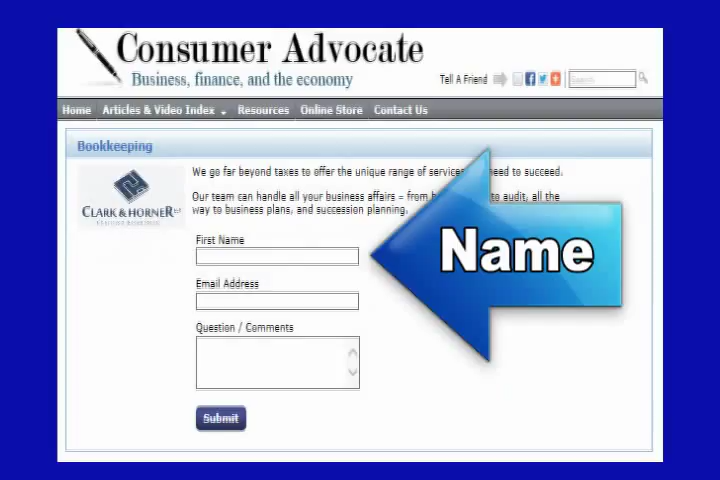 Consumer Advocate
Business, finance, and the economy
Tell A Friend
Search
Home Articles & Video Index Resources Online Store Contact Us
Bookkeeping
We go far beyond taxes to offer the unique range of services need to succeed.
CLARK & HORNER
Our team can handle all your business affairs = from to audit, all the
way to business plans, and succession planning.
First Name
Name
Email Address
Question / Comments
Submit